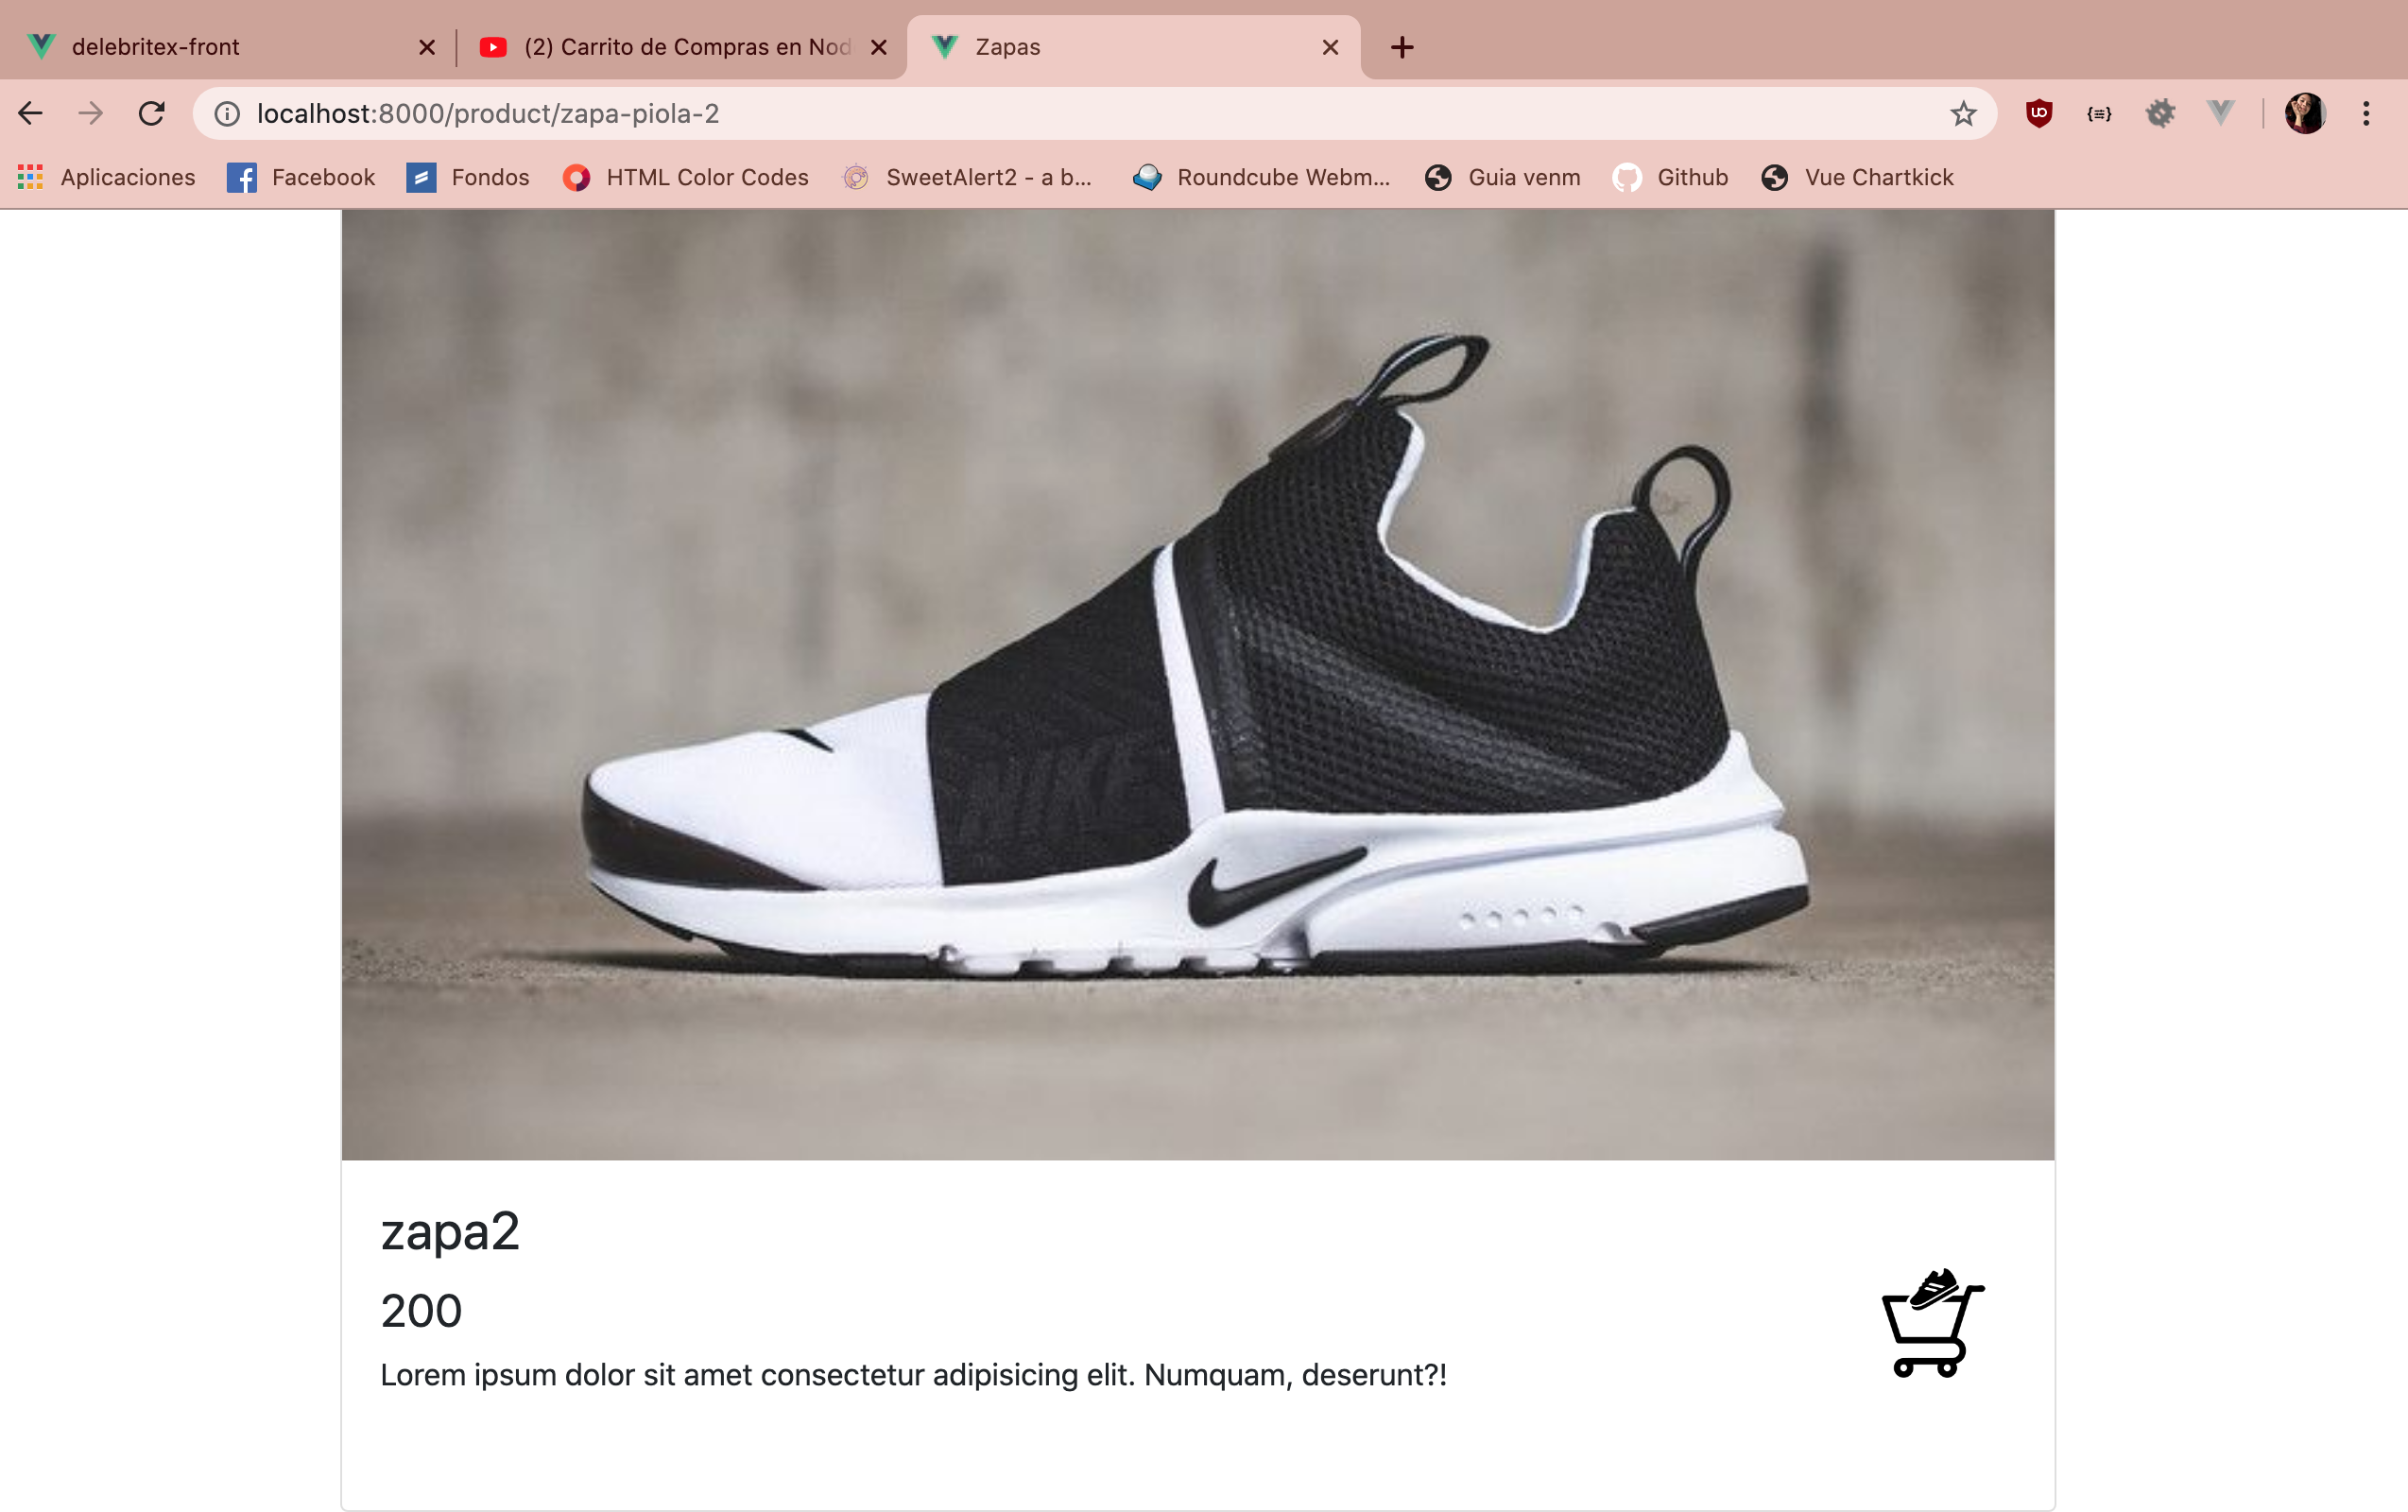 delebritex-front
(2) Carrito de Compras en Nod
Zapas
localhost:8000/product/zapa-piola-2
Aplicaciones
Facebook
Fondos
HTML Color Codes
SweetAlert2 - a b...
Roundcube Webm...
Guia venm
Github
Vue Chartkick
NIKE
zapa2
200
Lorem ipsum dolor sit amet consectetur adipisicing elit. Numquam, deserunt?!